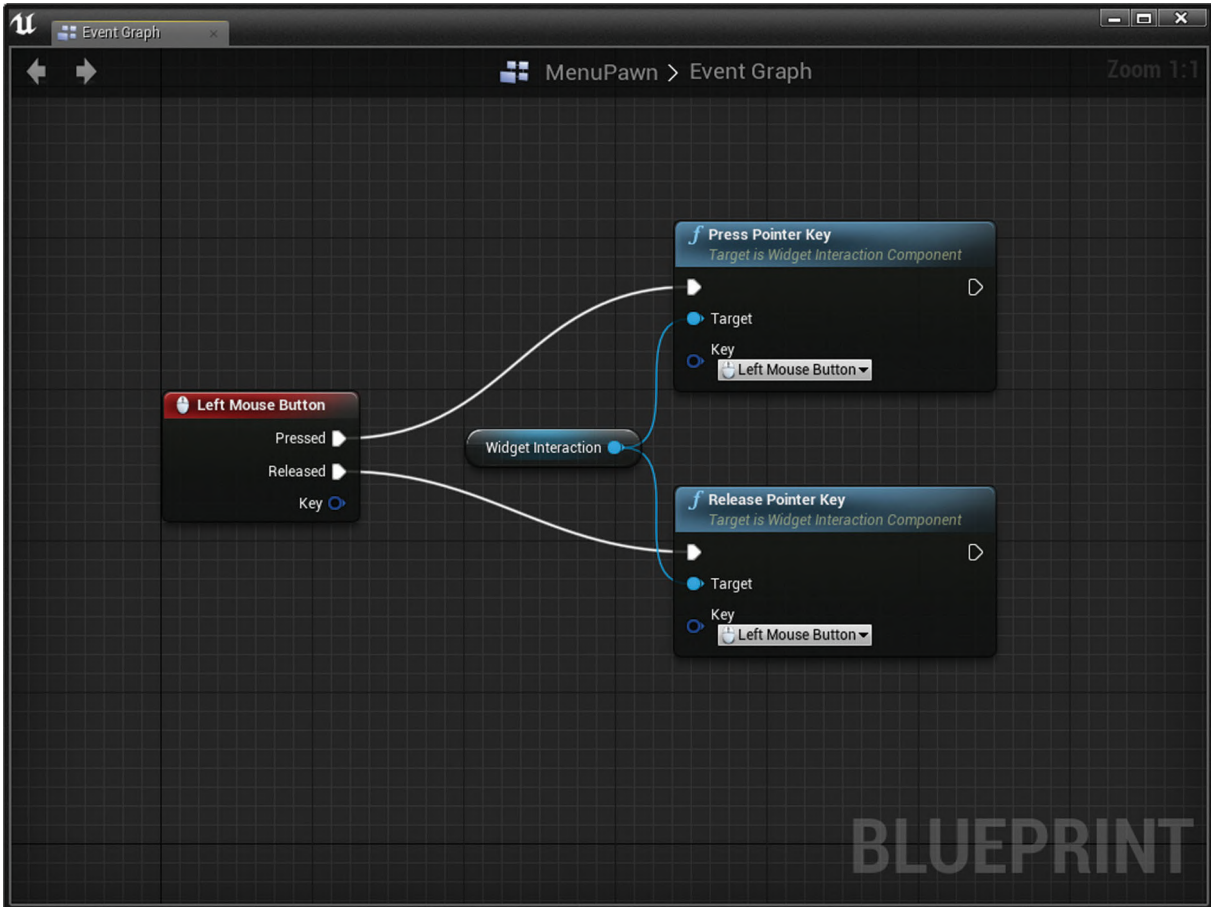 Event Graph
MenuPawn > Event Graph
Zoom 1:1
Press Pointer Key
Target is Widget Interaction Component
Target
Key
Left Mouse Button
Left Mouse Button
Pressed
Released
Key
Widget Interaction
Release Pointer Key
Target is Widget Interaction Component
Target
Key
Left Mouse Button
BLUEPRINT